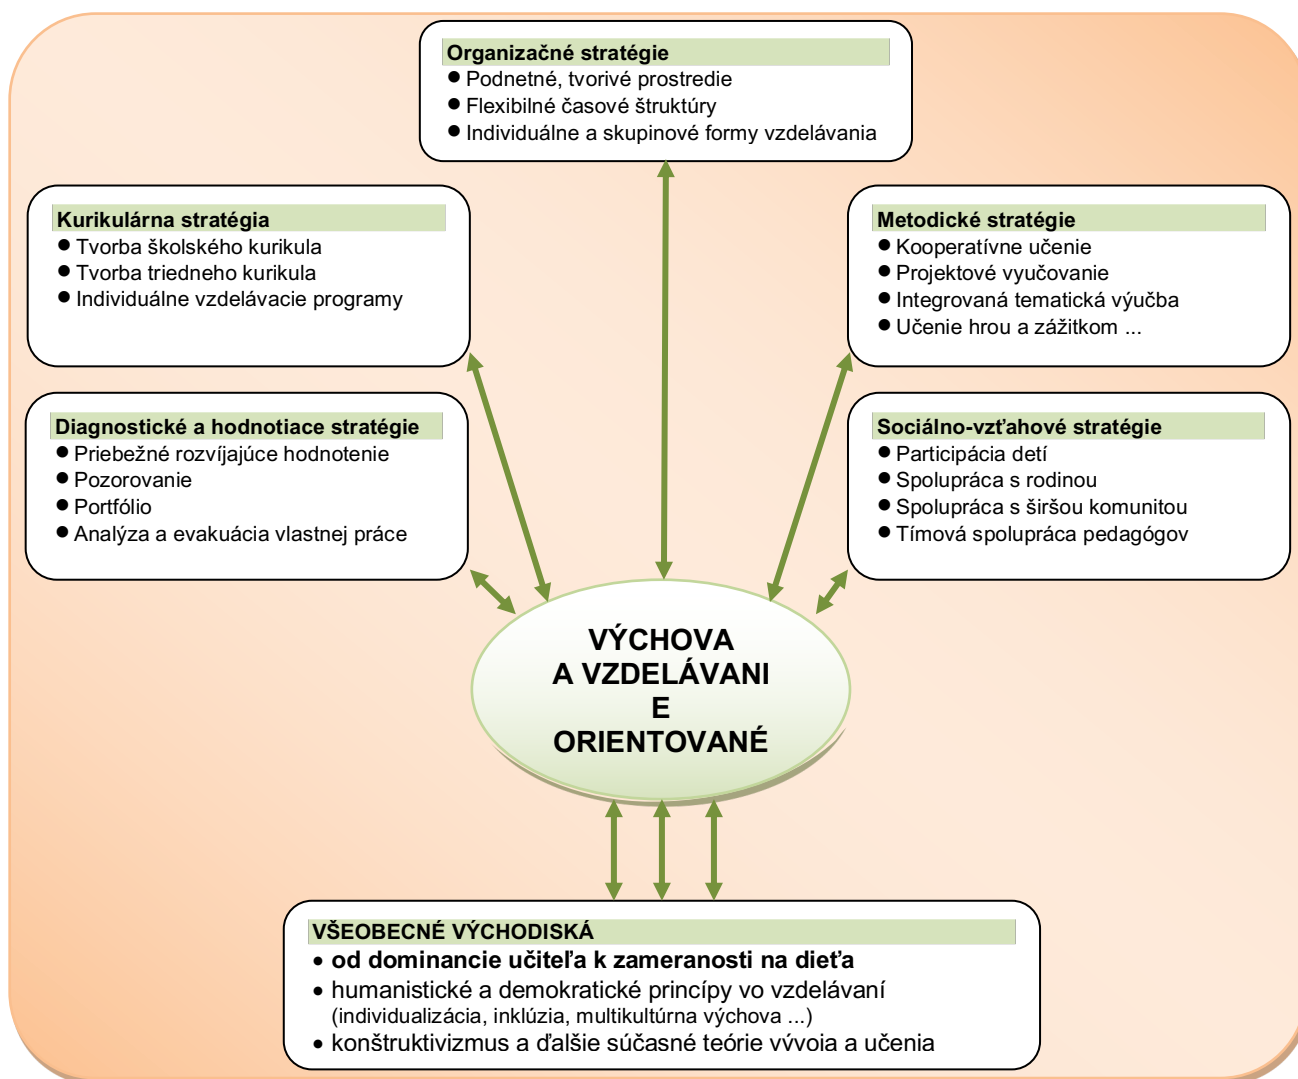 Organizačné stratégie
● Podnetné, tvorivé prostredie
● Flexibilné časové štruktúry
● Individuálne a skupinové formy vzdelávania
Kurikulárna stratégia
● Tvorba školského kurikula
● Tvorba triedneho kurikula
● Individuálne vzdelávacie programy
Metodické stratégie
● Kooperatívne učenie
● Projektové vyučovanie
● Integrovaná tematická výučba
● Učenie hrou a zážitkom ...
Diagnostické a hodnotiace stratégie
● Priebežné rozvíjajúce hodnotenie
● Pozorovanie
● Portfólio
● Analýza a evakuácia vlastnej práce
Sociálno-vzťahové stratégie
● Participácia detí
● Spolupráca s rodinou
● Spolupráca s širšou komunitou
● Tímová spolupráca pedagógov
VÝCHOVA
A VZDELÁVANI
E
ORIENTOVANÉ
VŠEOBECNÉ VÝCHODISKÁ
• od dominancie učiteľa k zameranosti na dieťa
• humanistické a demokratické princípy vo vzdelávaní
(individualizácia, inklúzia, multikultúrna výchova ...)
• konštruktivizmus a ďalšie súčasné teórie vývoia a učenia